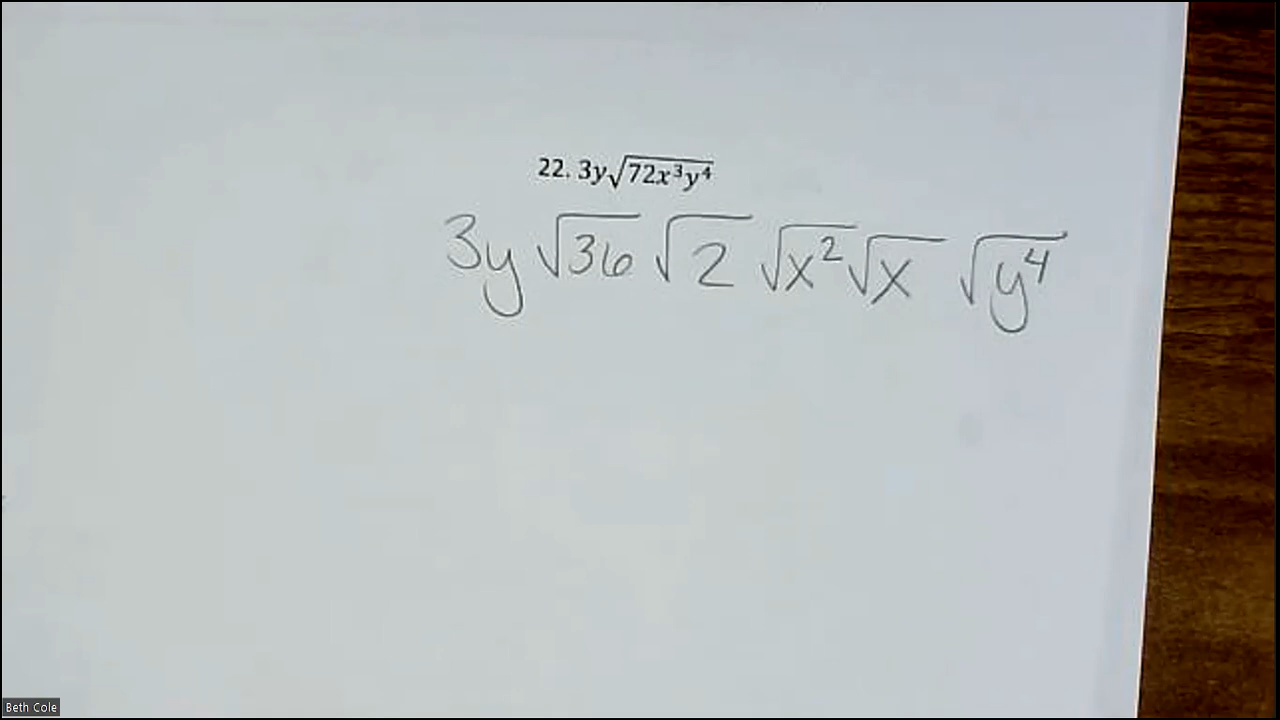 22. 3y√72x³y⁴
3y √36 √2 √x² √x √y⁴
Beth Cole